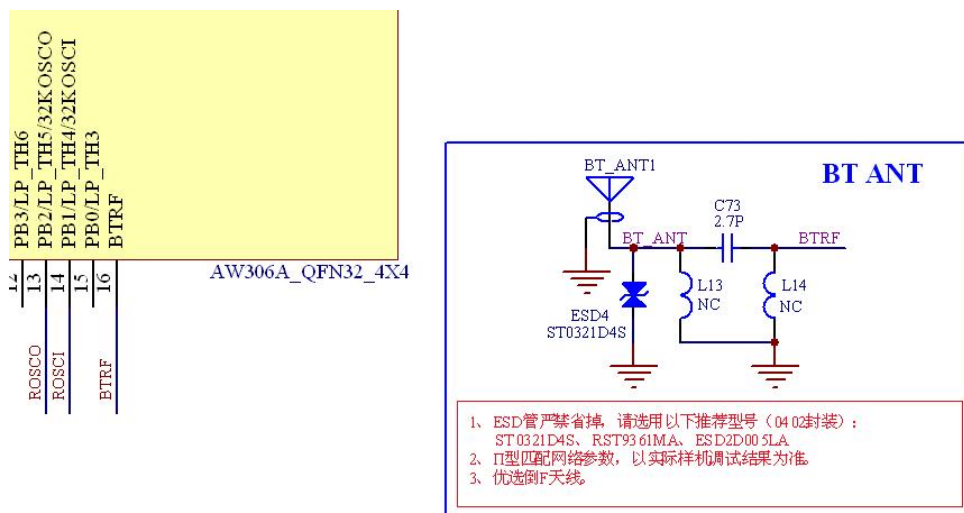 PB3/LP_TH6
PB2/LP_TH5/32KOSCO
PB1/LP_TH4/32KOSCI
PB0/LP_TH3
BTRF
AW306A_QFN32_4X4
12
13
14
15
16
ROSCO
ROSCI
BTRF
BT ANT
BT_ANT1
C73
2.7P
BT_ANT
BTRF
L13
NC
L14
NC
ESD4
ST0321D4S
1、ESD管严禁省掉，请选用以下推荐型号（0402封装）：
ST0321D4S、RST9361MA、ESD2D005LA
2、Π型匹配网络参数，以实际样机调试结果为准。
3、优选倒F天线。